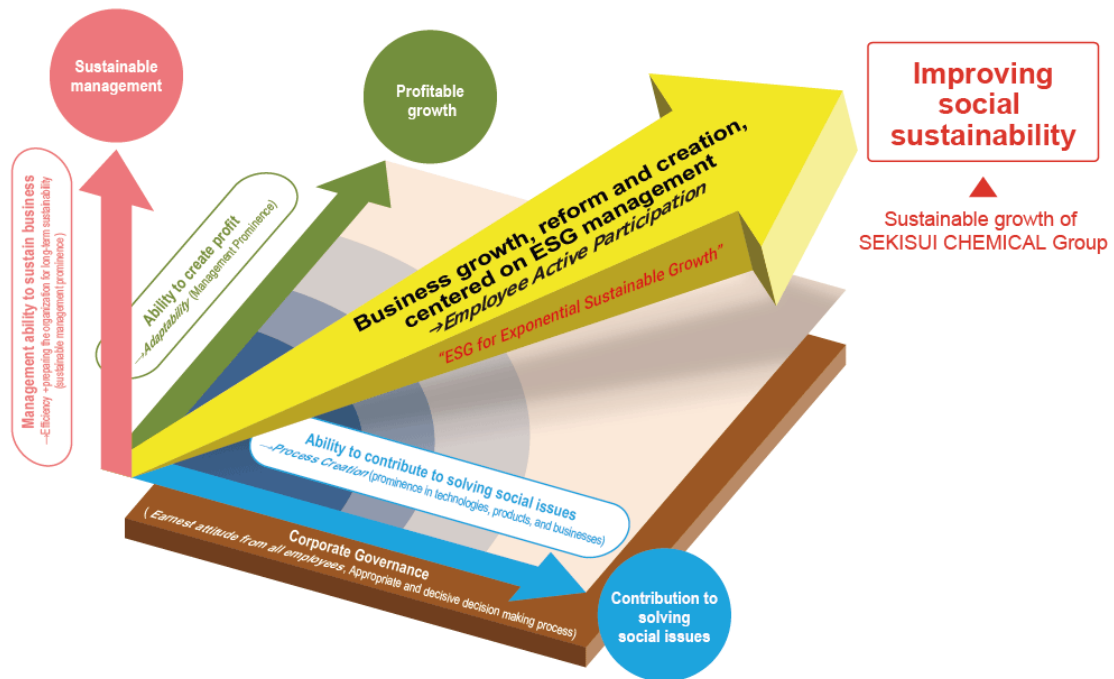 Sustainable
management
Profitable
growth
Improving
social
sustainability
Sustainable growth of
SEKISUI CHEMICAL Group
Management ability to sustain business
→Efficiency +preparing the organization for long-term sustainability
(sustainable management prominence)
Ability to create profit
→Adaptability (Management Prominence)
Business growth, reform and creation,
centered on ESG management
→Employee Active Participation
“ESG for Exponential Sustainable Growth”
Ability to contribute to solving social issues
→Process Creation (prominence in technologies, products, and businesses)
Corporate Governance
( Earnest attitude from all employees, Appropriate and decisive decision making process)
Contribution to
solving
social issues